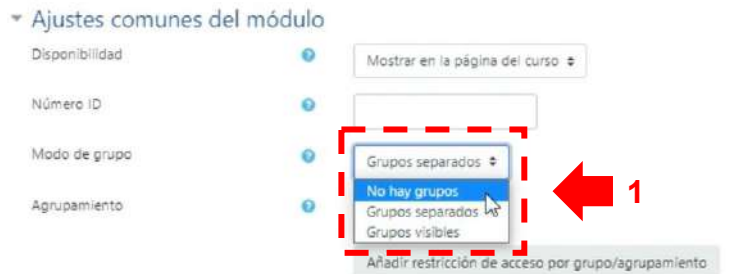 Ajustes comunes del módulo
Disponibilidad
Mostrar en la página del curso
Número ID
Modo de grupo
Grupos separados
No hay grupos
Grupos separados
Grupos visibles
1
Agrupamiento
Añadir restricción de acceso por grupo/agrupamiento